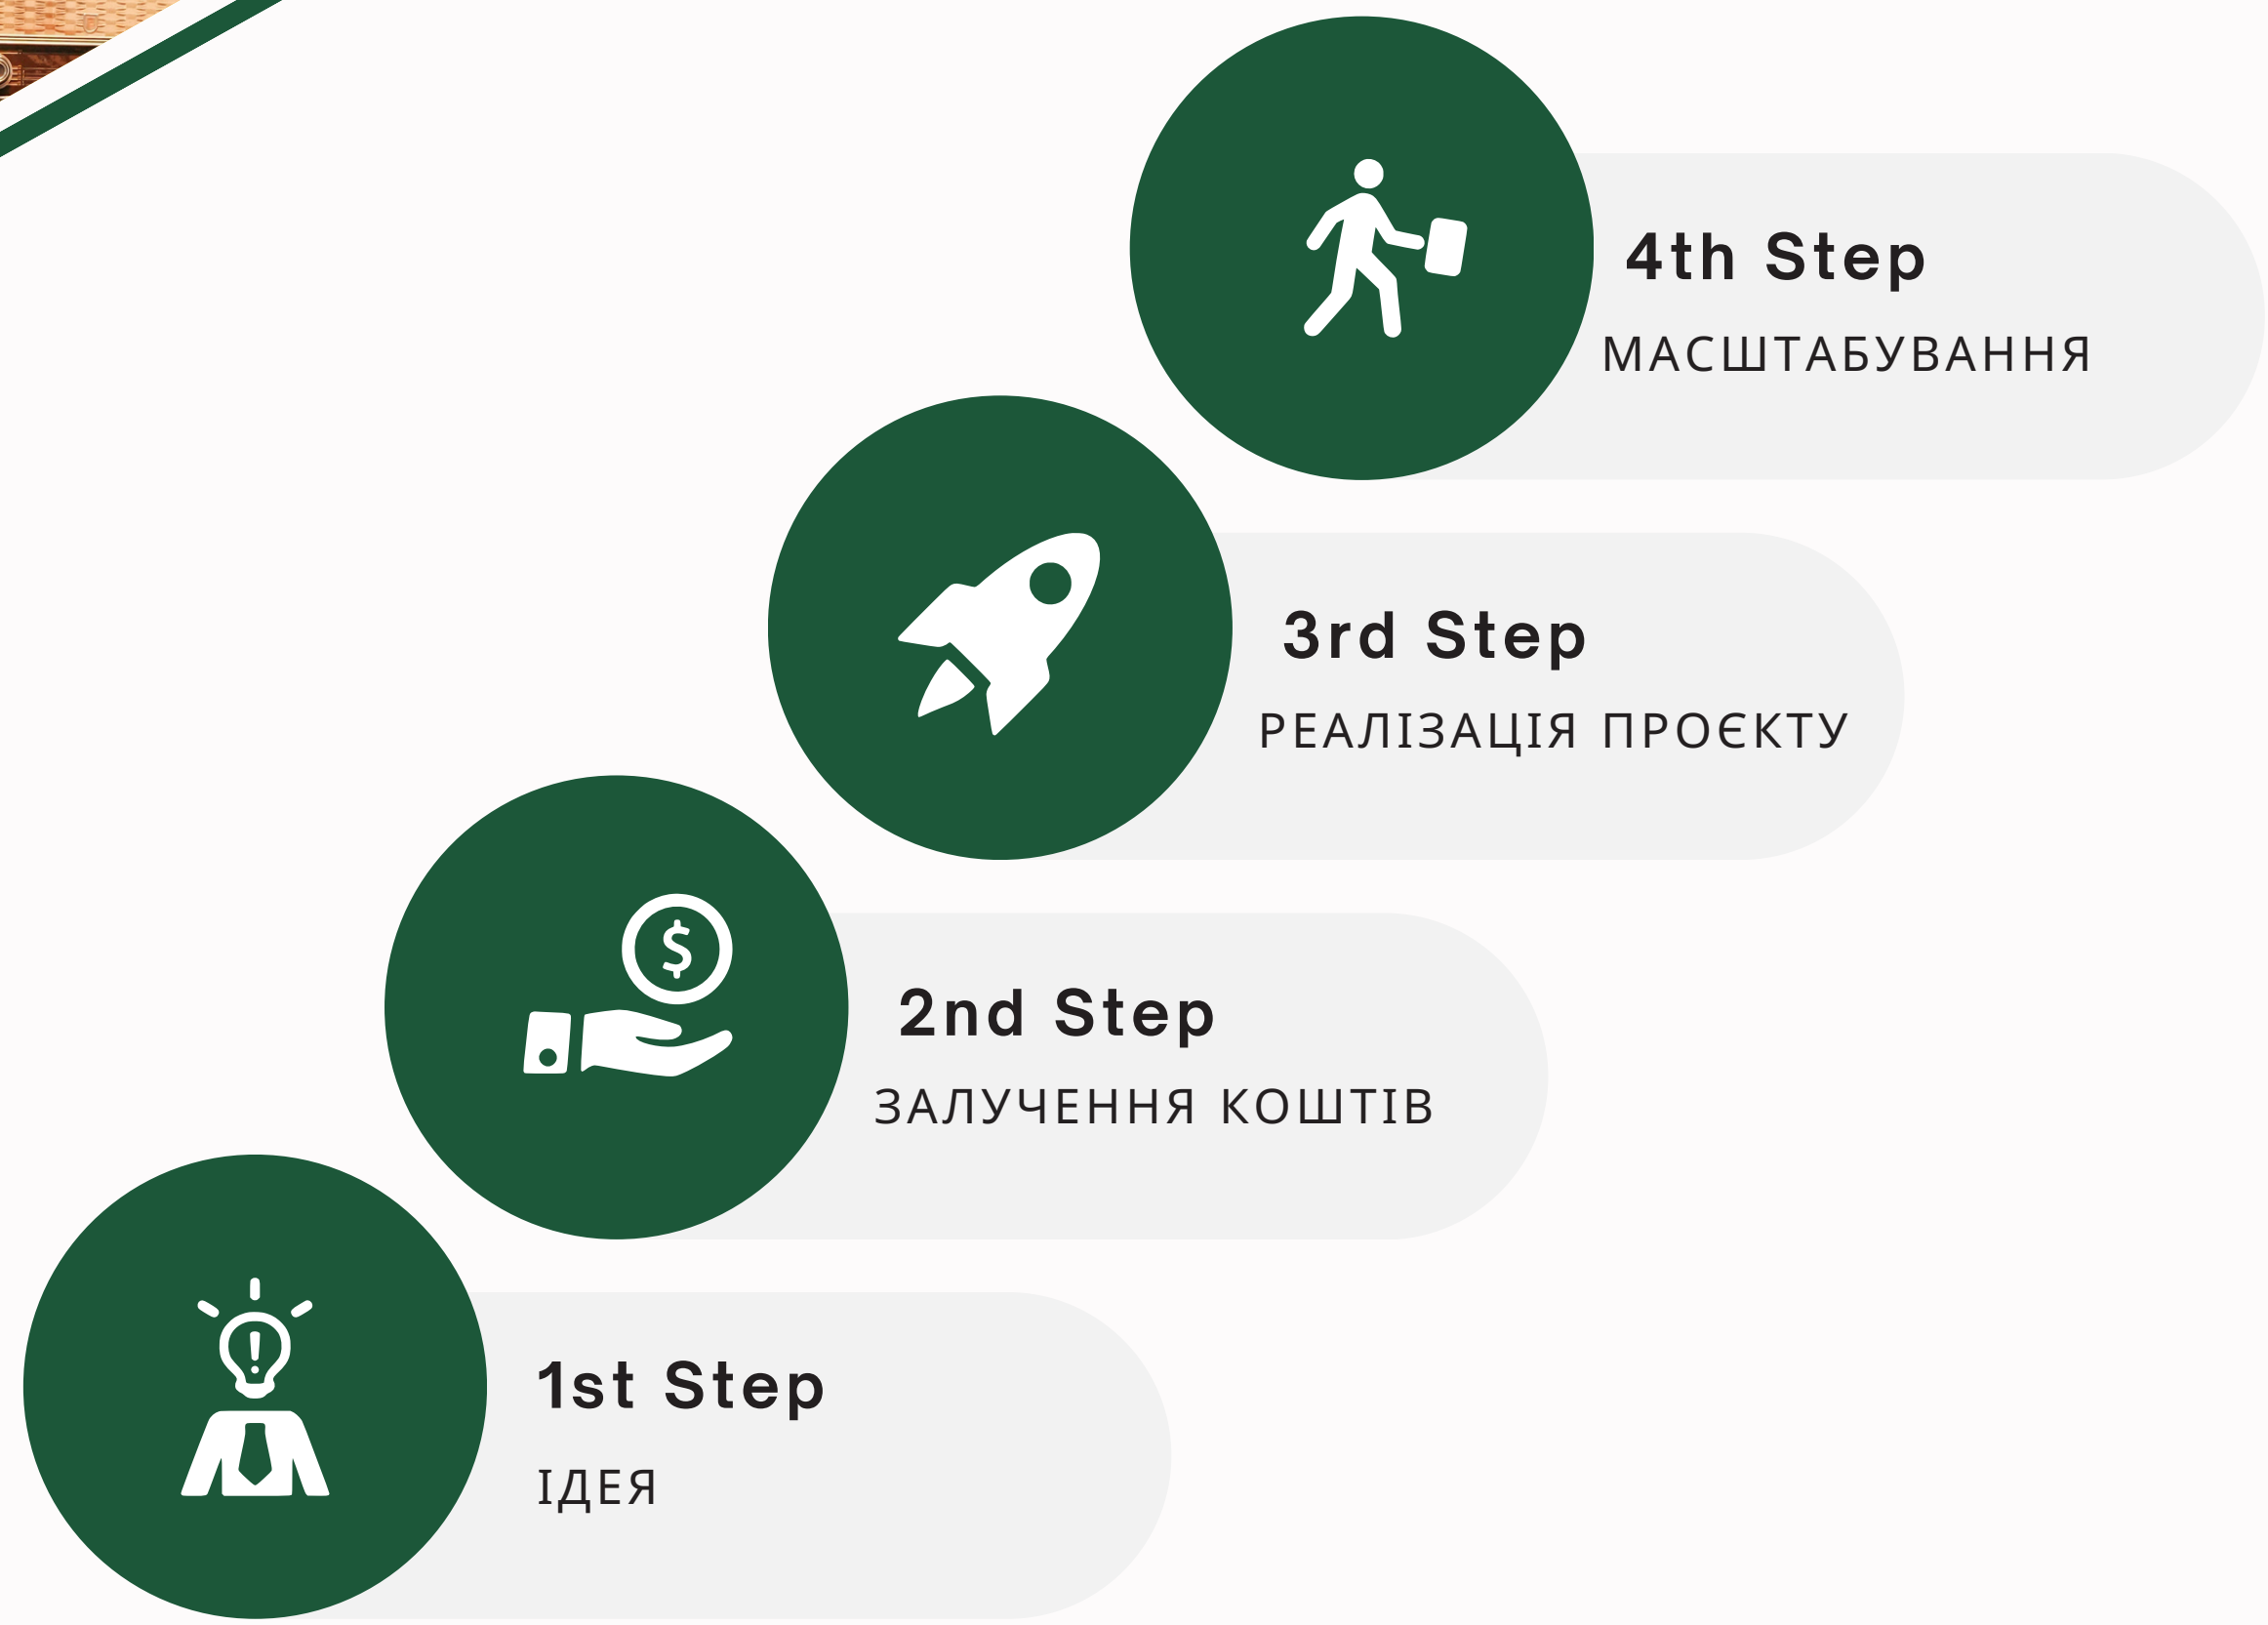 4th Step
МАСШТАБУВАННЯ
3rd Step
РЕАЛІЗАЦІЯ ПРОЄКТУ
2nd Step
ЗАЛУЧЕННЯ КОШТІВ
1st Step
ІДЕЯ